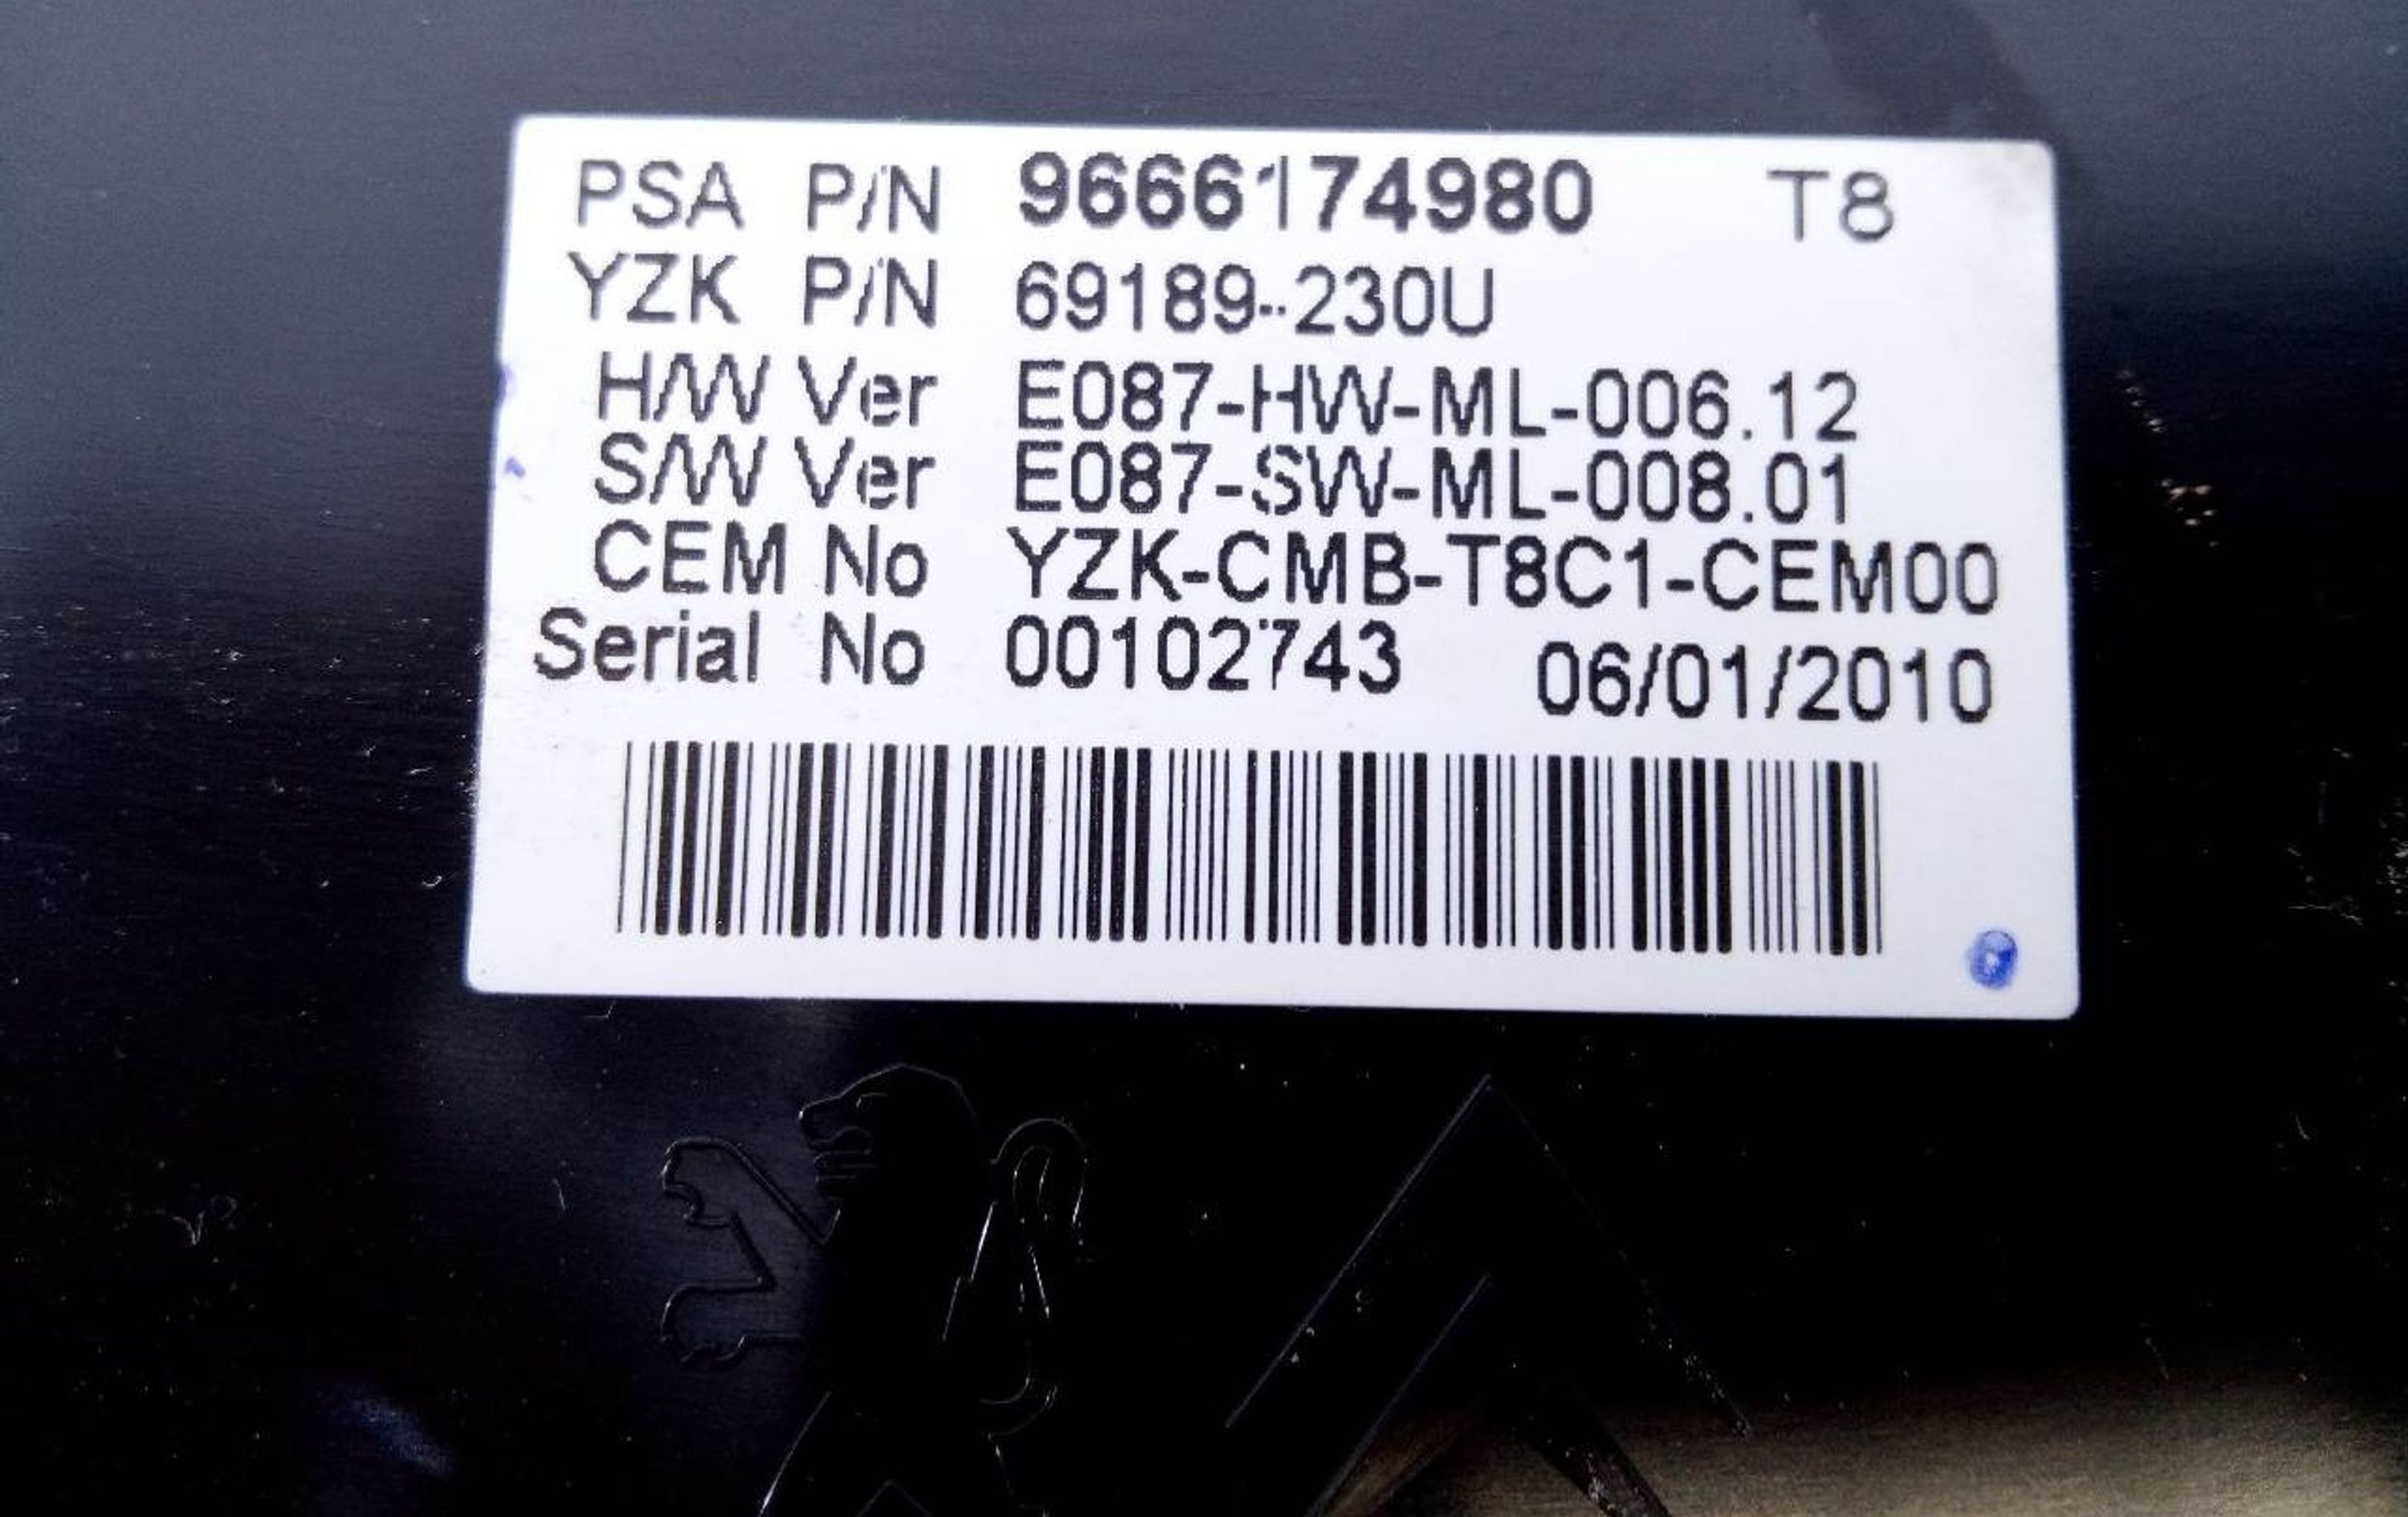 PSA P/N 9666174980 T8
YZK P/N 69189-230U
H/W Ver E087-HW-ML-006.12
S/W Ver E087-SW-ML-008.01
CEM No YZK-CMB-T8C1-CEM00
Serial No 00102743 06/01/2010